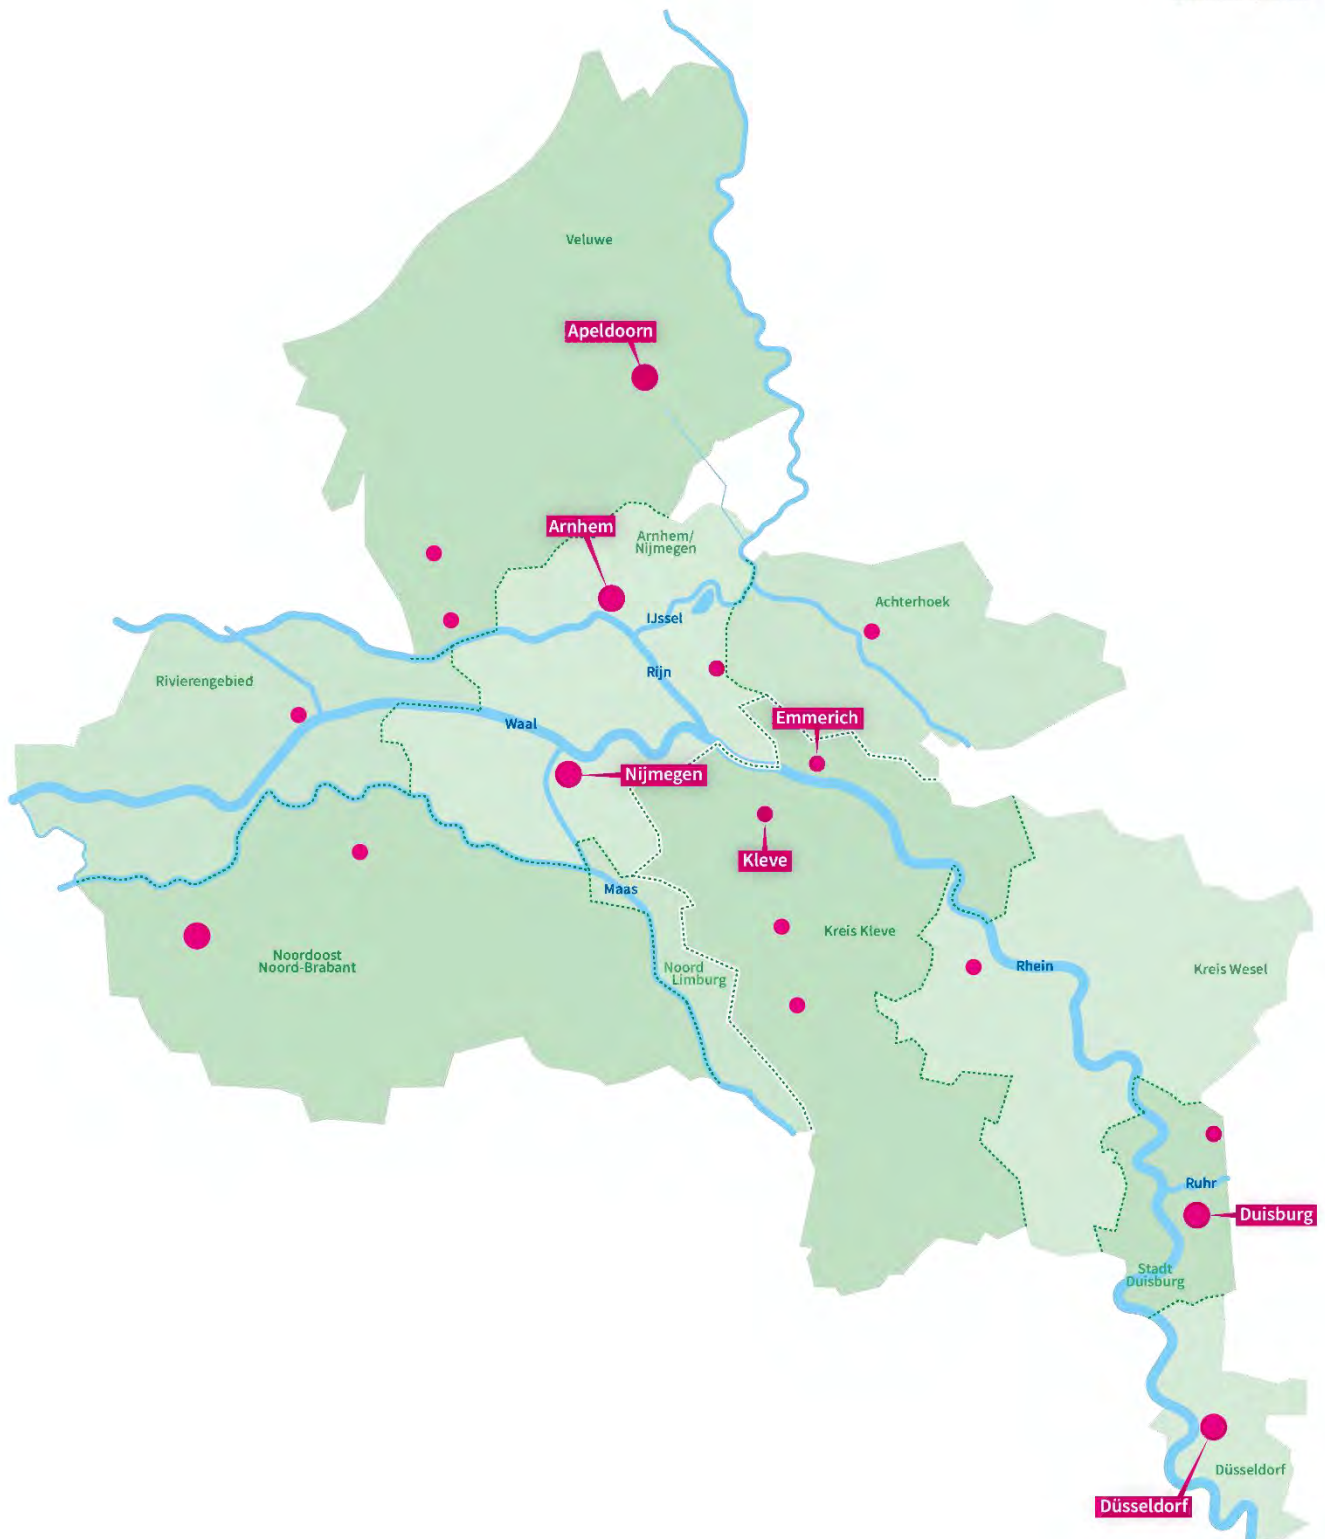 Veluwe
Apeldoorn
Arnhem
Arnhem/
Nijmegen
Achterhoek
IJssel
Rijn
Rivierengebied
Waal
Emmerich
Nijmegen
Kleve
Maas
Kreis Kleve
Noordoost
Noord-Brabant
Noord
Limburg
Rhein
Kreis Wesel
Ruhr
Duisburg
Stadt
Duisburg
Düsseldorf
Düsseldorf